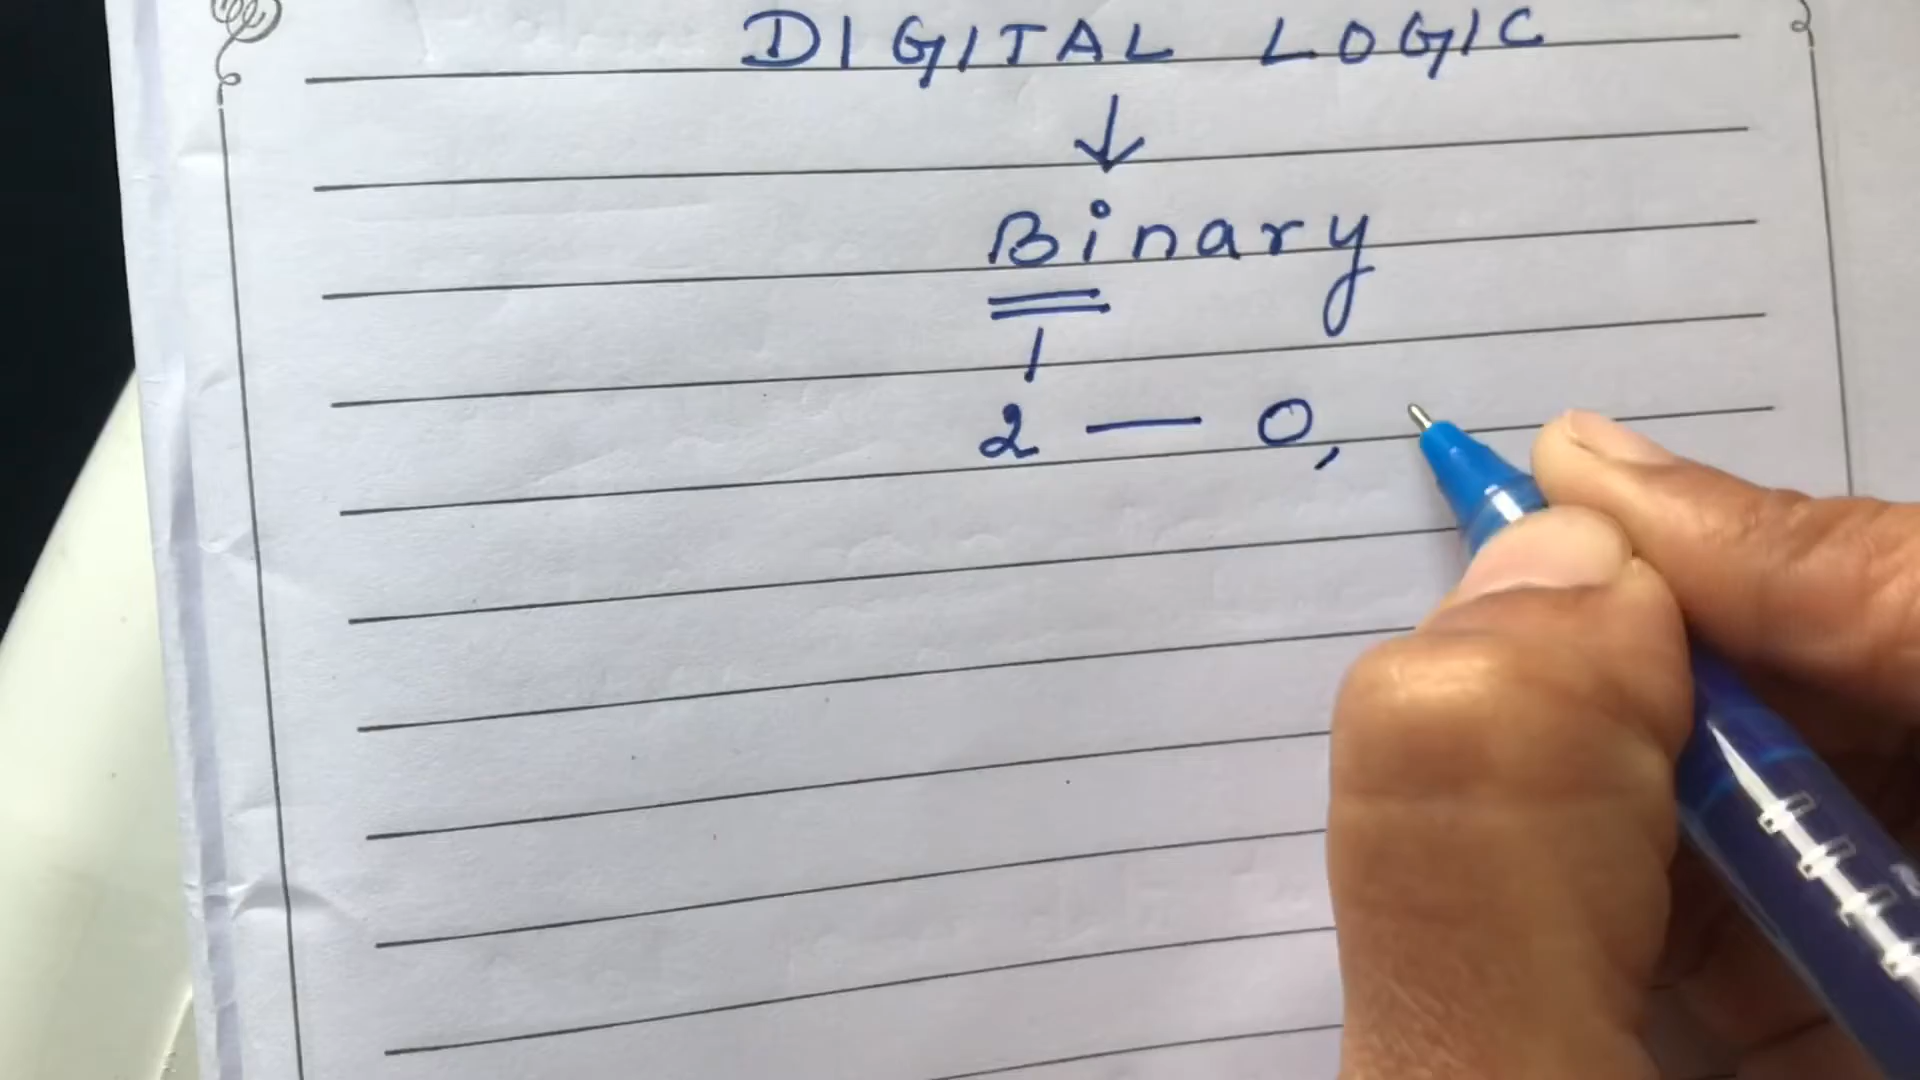 DIGITAL LOGIC
↓
Binary
2 — 0,